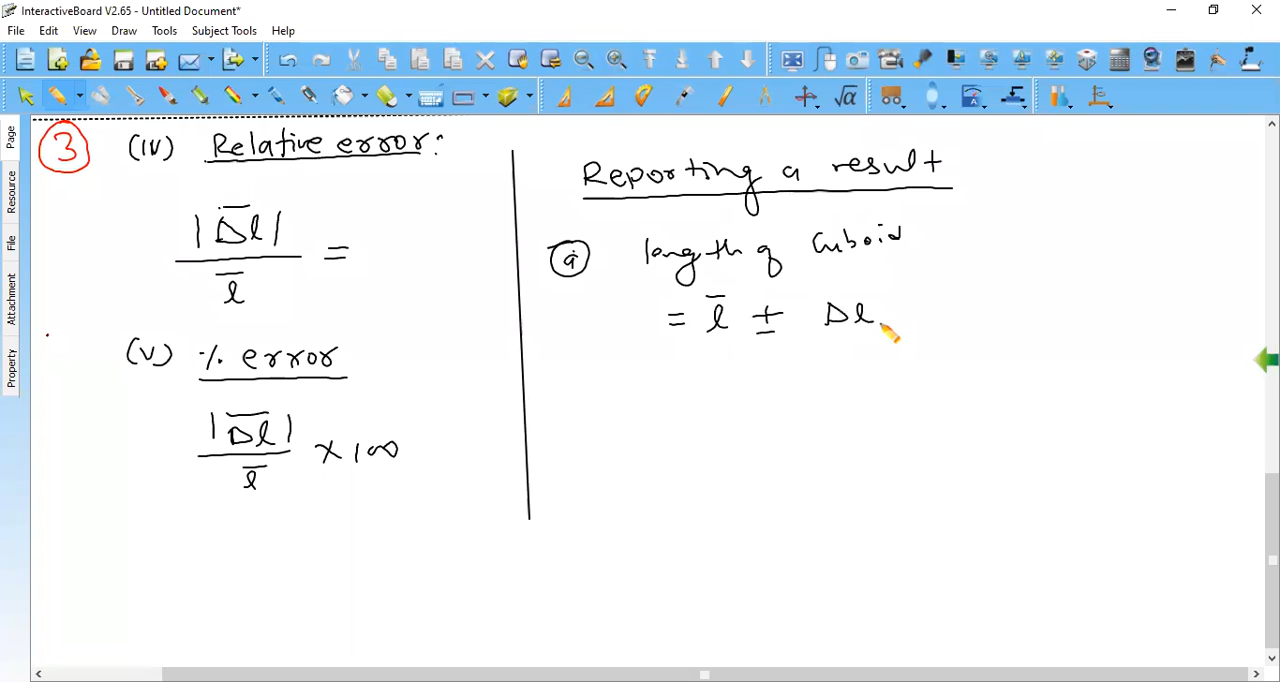 InteractiveBoard V2.65 - Untitled Document*
File Edit View Draw Tools Subject Tools Help
Page
Resource
File
Attachment
Property
3 (iv) Relative error:
|Δl̅| / l̅ =
(v) % error
|Δl̅| / l̅ × 100
Reporting a result
a length of cuboid
= l̅ ± Δl